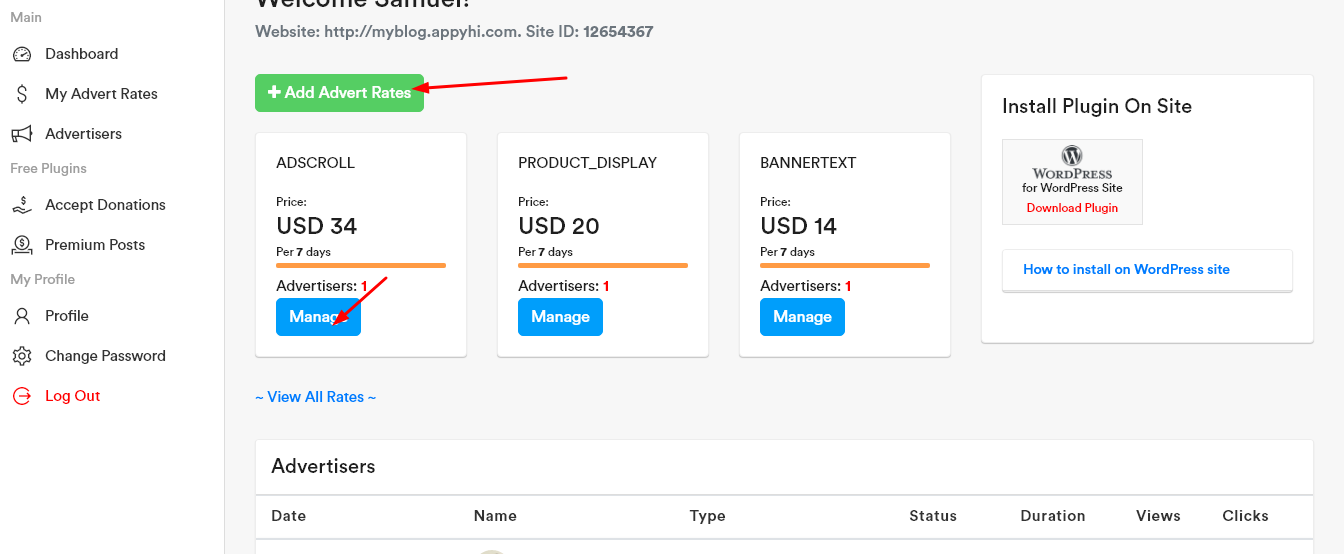 Welcome Samuel!
Main
Website: http://myblog.appyhi.com. Site ID: 12654367
Dashboard
My Advert Rates
Advertisers
Free Plugins
Accept Donations
Premium Posts
My Profile
Profile
Change Password
Log Out
+ Add Advert Rates
ADSCROLL
Price:
USD 34
Per 7 days
Advertisers: 1
Manage
PRODUCT_DISPLAY
Price:
USD 20
Per 7 days
Advertisers: 1
Manage
BANNERTEXT
Price:
USD 14
Per 7 days
Advertisers: 1
Manage
Install Plugin On Site
WORDPRESS
for WordPress Site
Download Plugin
How to install on WordPress site
~ View All Rates ~
Advertisers
Date Name Type Status Duration Views Clicks